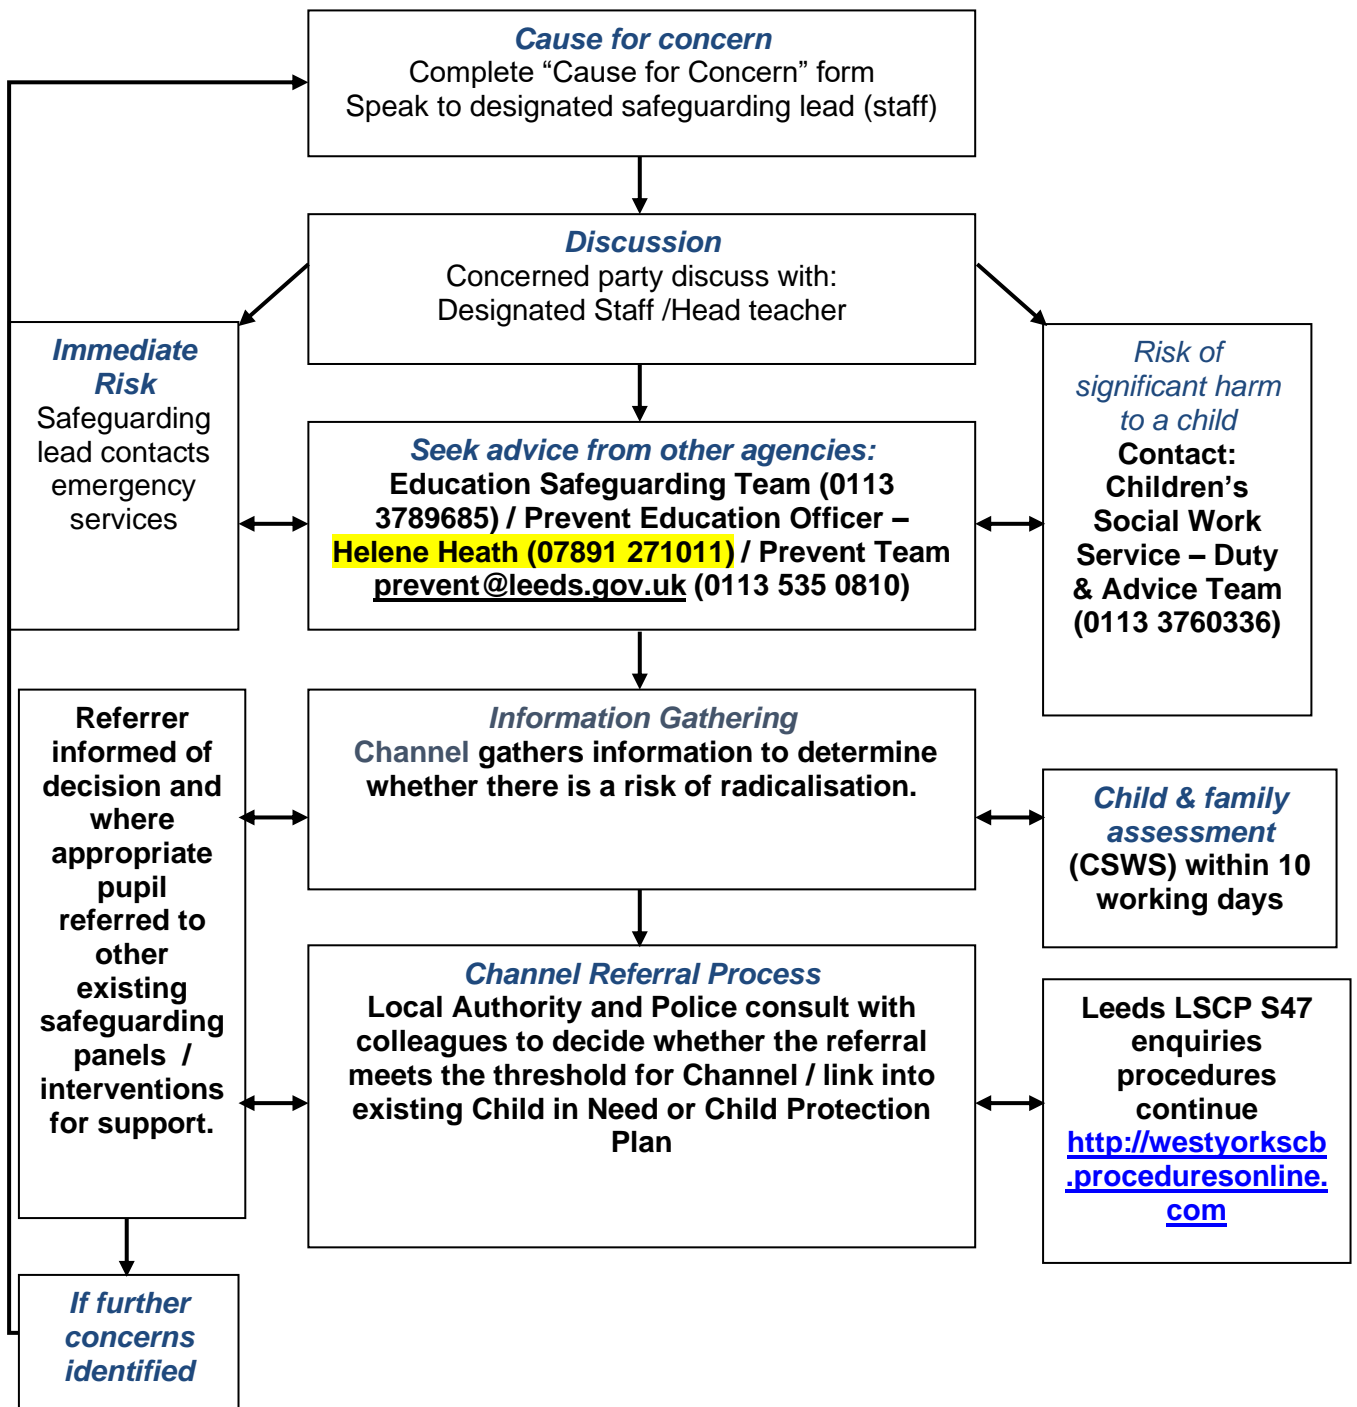 Cause for concern
Complete “Cause for Concern” form
Speak to designated safeguarding lead (staff)
Discussion
Concerned party discuss with:
Designated Staff /Head teacher
Immediate
Risk
Safeguarding
lead contacts
emergency
services
Seek advice from other agencies:
Education Safeguarding Team (0113
3789685) / Prevent Education Officer –
Helene Heath (07891 271011) / Prevent Team
prevent@leeds.gov.uk (0113 535 0810)
Risk of
significant harm
to a child
Contact:
Children’s
Social Work
Service – Duty
& Advice Team
(0113 3760336)
Referrer
informed of
decision and
where
appropriate
pupil
referred to
other
existing
safeguarding
panels /
interventions
for support.
Information Gathering
Channel gathers information to determine
whether there is a risk of radicalisation.
Child & family
assessment
(CSWS) within 10
working days
Channel Referral Process
Local Authority and Police consult with
colleagues to decide whether the referral
meets the threshold for Channel / link into
existing Child in Need or Child Protection
Plan
Leeds LSCP S47
enquiries
procedures
continue
http://westyorkscb
.proceduresonline.
com
If further
concerns
identified